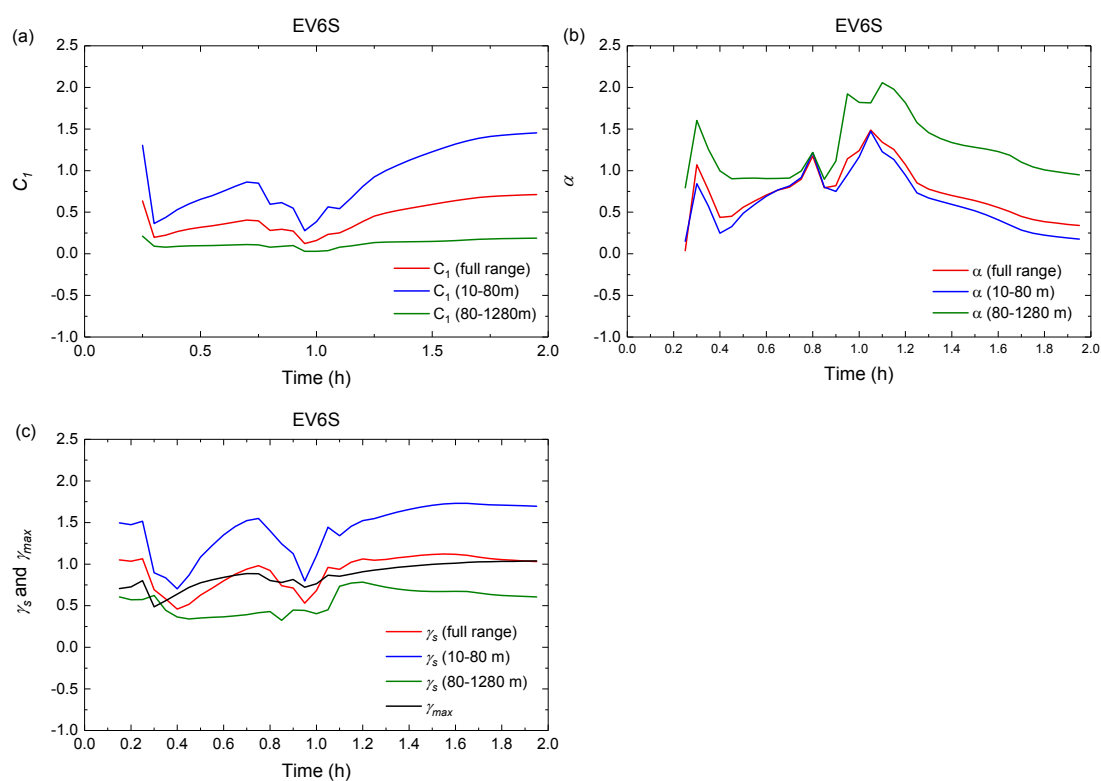 (a)
EV6S
2.5
2.0
1.5
1.0
0.5
0.0
-0.5
-1.0
C₁
C₁ (full range)
C₁ (10-80m)
C₁ (80-1280m)
0.0 0.5 1.0 1.5 2.0
Time (h)
(b)
EV6S
2.5
2.0
1.5
1.0
0.5
0.0
-0.5
-1.0
α
α (full range)
α (10-80 m)
α (80-1280 m)
0.0 0.2 0.4 0.6 0.8 1.0 1.2 1.4 1.6 1.8 2.0
Time (h)
(c)
EV6S
2.5
2.0
1.5
1.0
0.5
0.0
-0.5
-1.0
γₛ and γmax
γₛ (full range)
γₛ (10-80 m)
γₛ (80-1280 m)
γmax
0.0 0.2 0.4 0.6 0.8 1.0 1.2 1.4 1.6 1.8 2.0
Time (h)